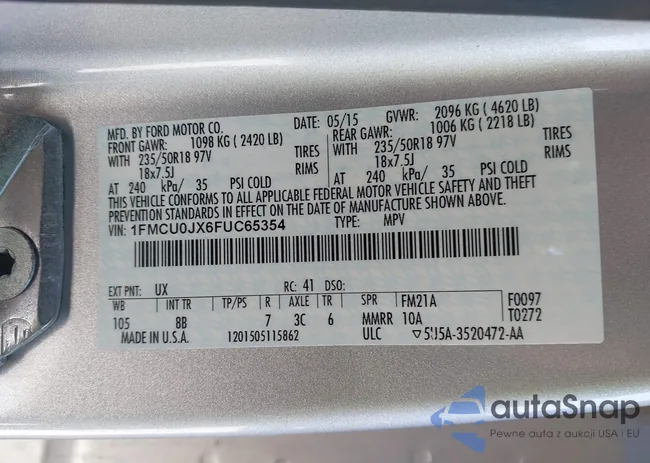 MFD. BY FORD MOTOR CO. DATE: 05/15 GVWR: 2096 KG ( 4620 LB)
FRONT GAWR: 1098 KG ( 2420 LB) REAR GAWR: 1006 KG ( 2218 LB)
WITH 235/50R18 97V TIRES WITH 235/50R18 97V TIRES
18x7.5J RIMS 18x7.5J RIMS
AT 240 kPa/ 35 PSI COLD AT 240 kPa/ 35 PSI COLD
THIS VEHICLE CONFORMS TO ALL APPLICABLE FEDERAL MOTOR VEHICLE SAFETY AND THEFT
PREVENTION STANDARDS IN EFFECT ON THE DATE OF MANUFACTURE SHOWN ABOVE.
VIN: 1FMCU0JX6FUC65354 TYPE: MPV
EXT PNT: UX RC: 41 DSO:
WB INT TR TP/PS R AXLE TR SPR FM21A F0097
105 8B 7 3C 6 MMRR 10A T0272
MADE IN U.S.A. 1201505115862 ULC 5U5A-3520472-AA
autoSnap
Pewne auta z aukcji USA i EU